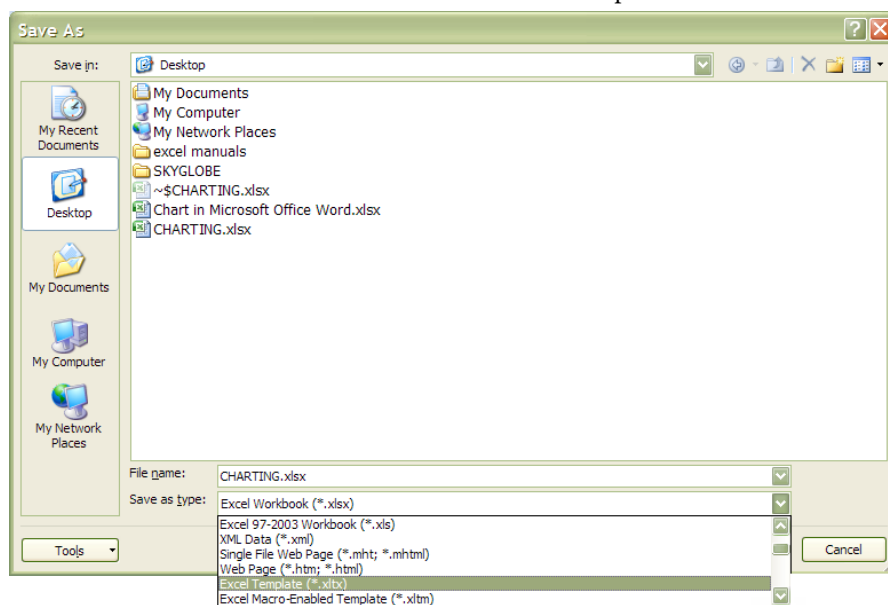 Save As
Save in:
Desktop
My Recent
Documents
Desktop
My Documents
My Computer
My Network
Places
My Documents
My Computer
My Network Places
excel manuals
SKYGLOBE
~$CHARTING.xlsx
Chart in Microsoft Office Word.xlsx
CHARTING.xlsx
File name:
CHARTING.xlsx
Save as type:
Excel Workbook (*.xlsx)
Excel 97-2003 Workbook (*.xls)
XML Data (*.xml)
Single File Web Page (*.mht; *.mhtml)
Web Page (*.htm; *.html)
Excel Template (*.xltx)
Excel Macro-Enabled Template (*.xltm)
Tools
Cancel